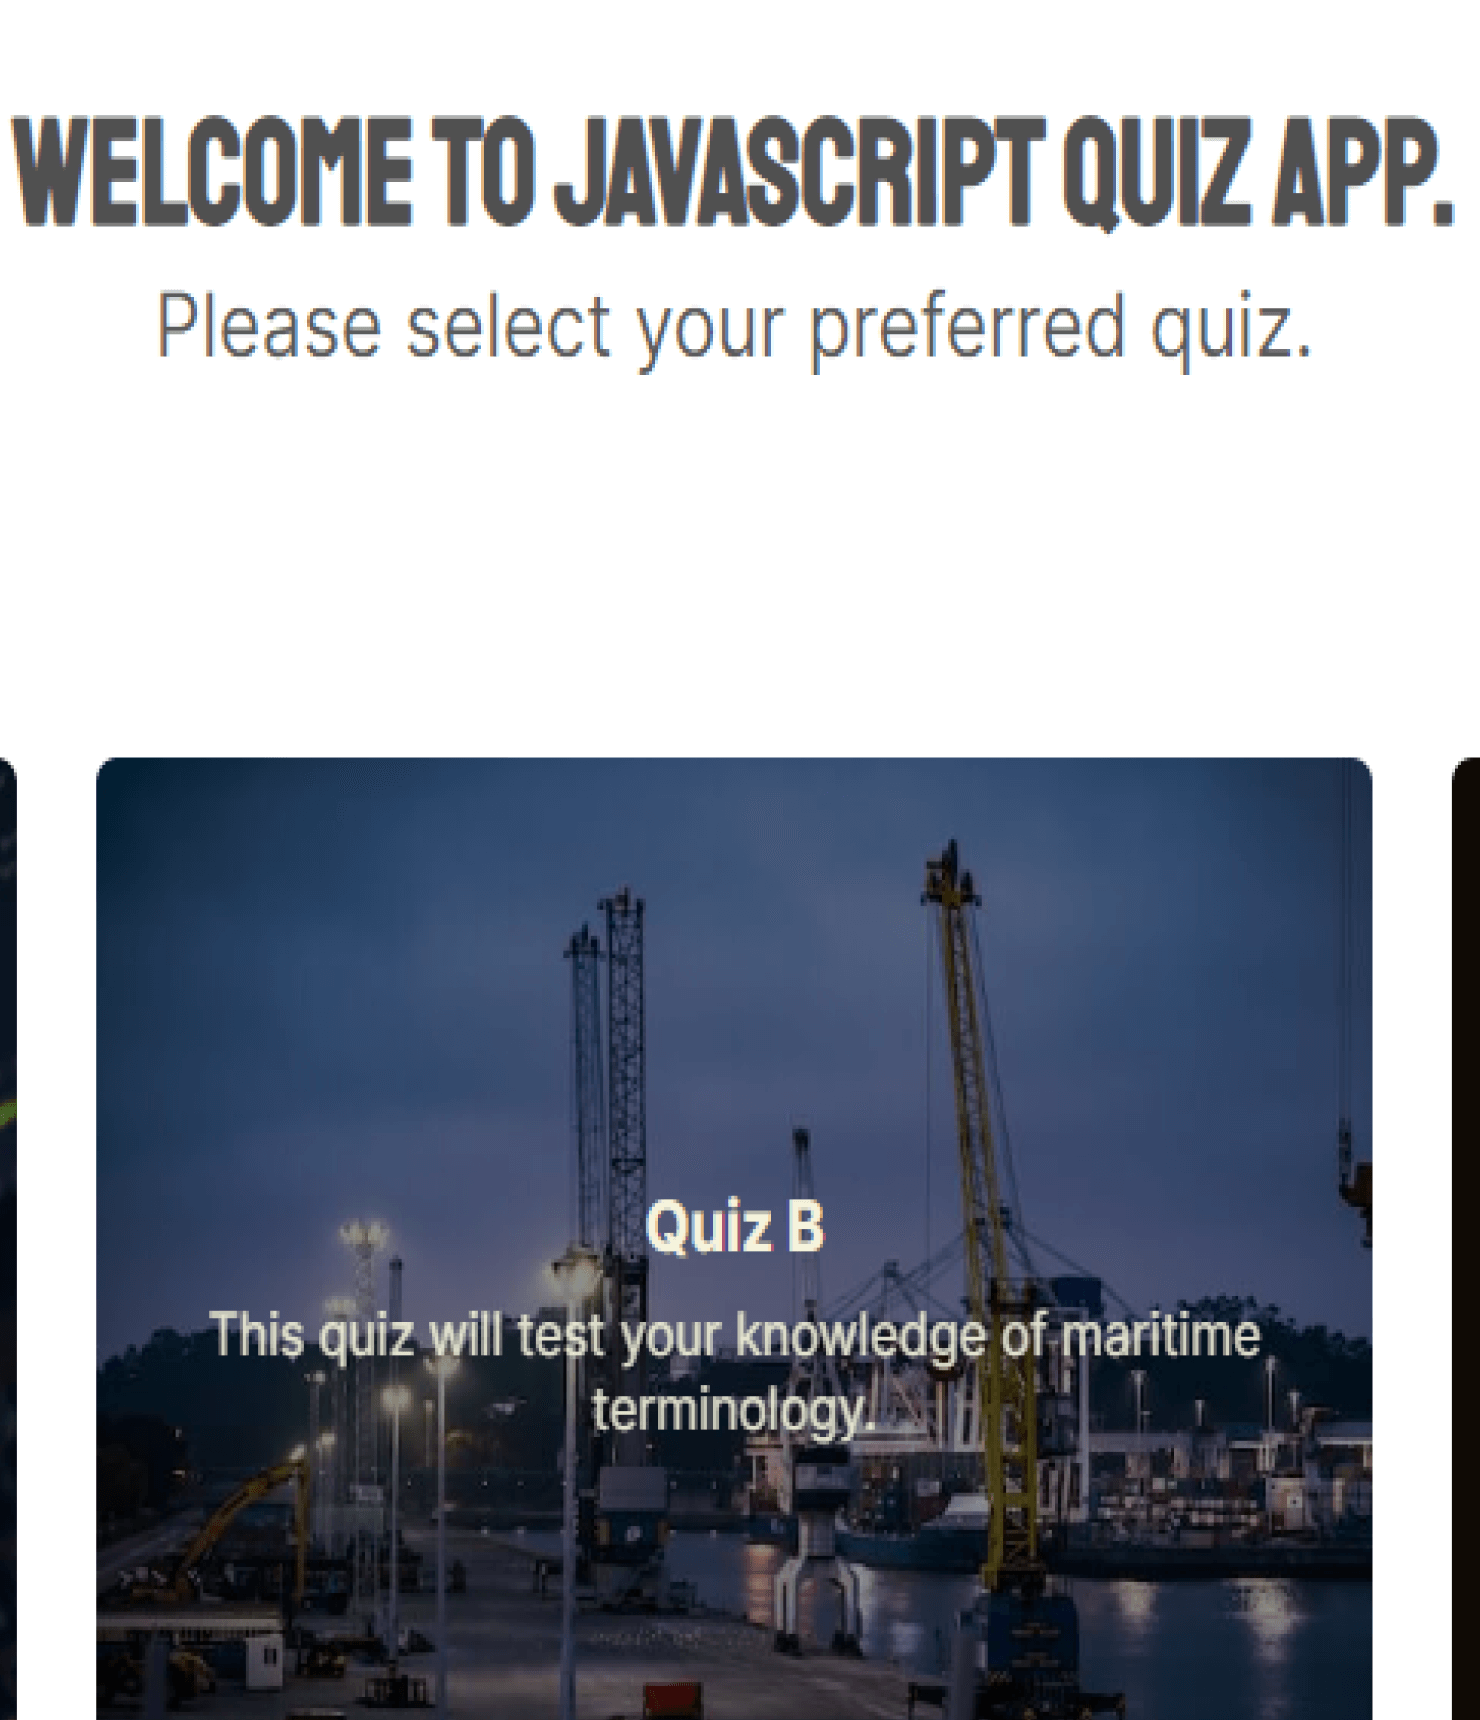 WELCOME TO JAVASCRIPT QUIZ APP.
Please select your preferred quiz.
Quiz B
This quiz will test your knowledge of maritime
terminology.